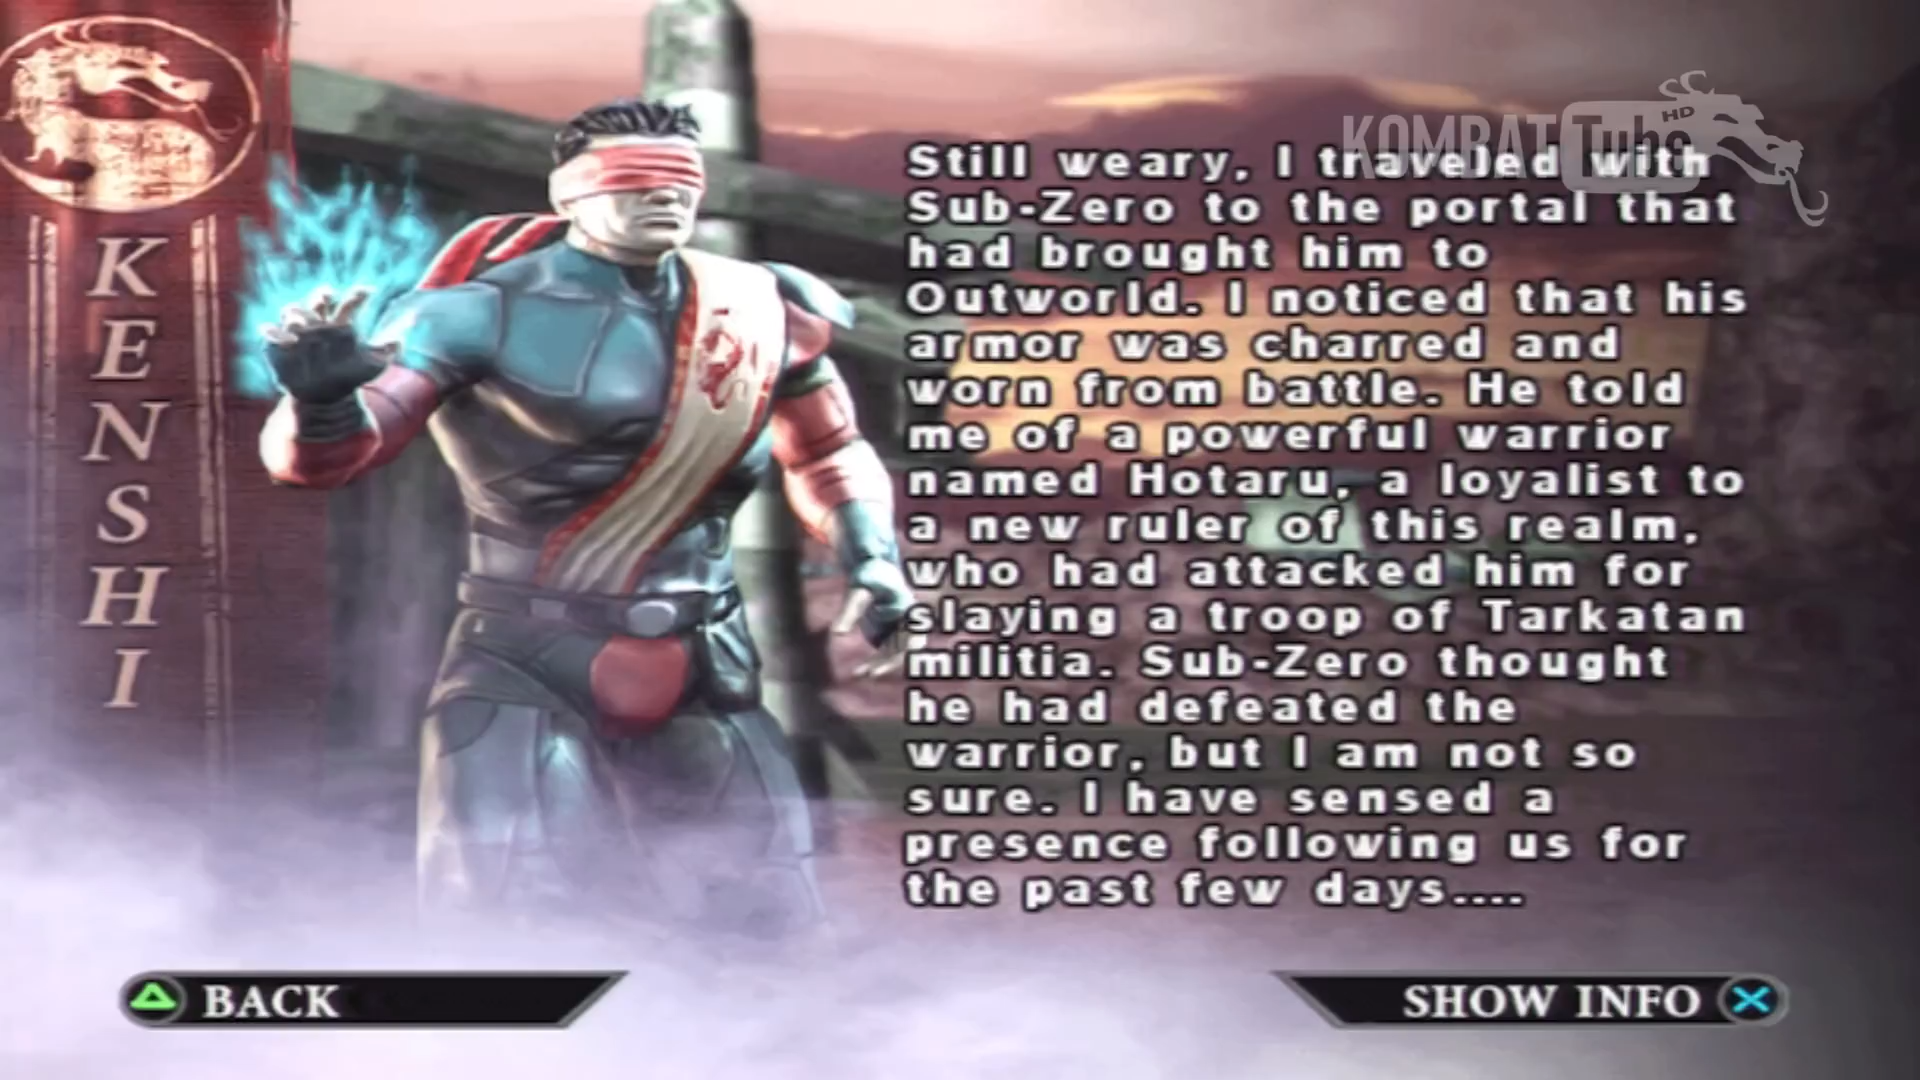 KOMBAT Tube HD
KENSHI
Still weary, I traveled with
Sub-Zero to the portal that
had brought him to
Outworld. I noticed that his
armor was charred and
worn from battle. He told
me of a powerful warrior
named Hotaru, a loyalist to
a new ruler of this realm,
who had attacked him for
slaying a troop of Tarkatan
militia. Sub-Zero thought
he had defeated the
warrior, but I am not so
sure. I have sensed a
presence following us for
the past few days....
BACK
SHOW INFO